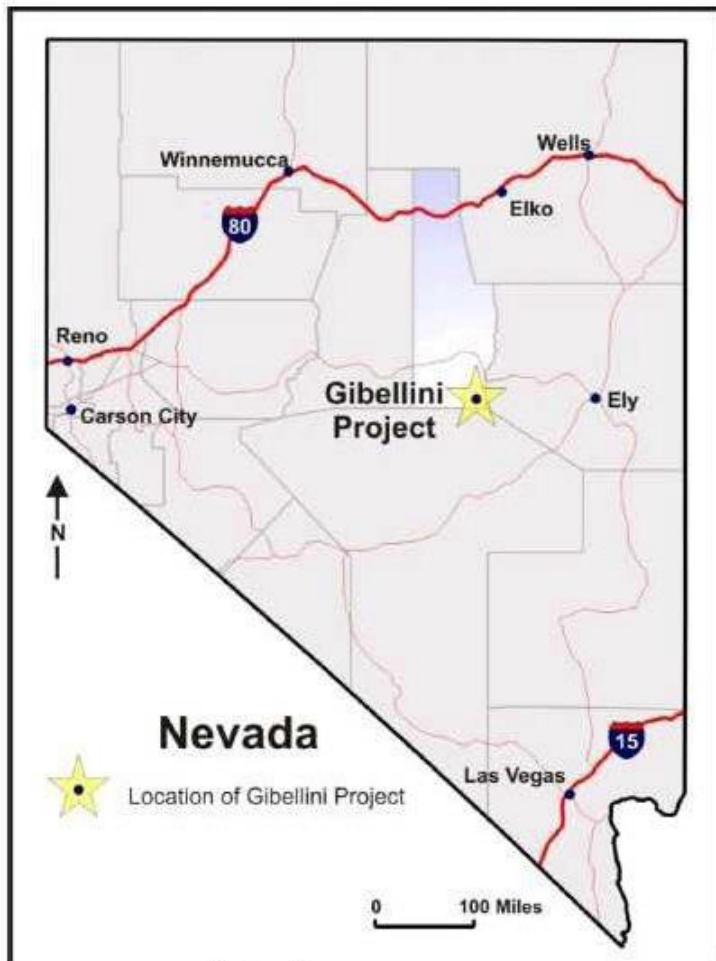 Winnemucca
Wells
Elko
80
Reno
Carson City
Gibellini
Project
Ely
N
Nevada
Location of Gibellini Project
15
Las Vegas
0 100 Miles